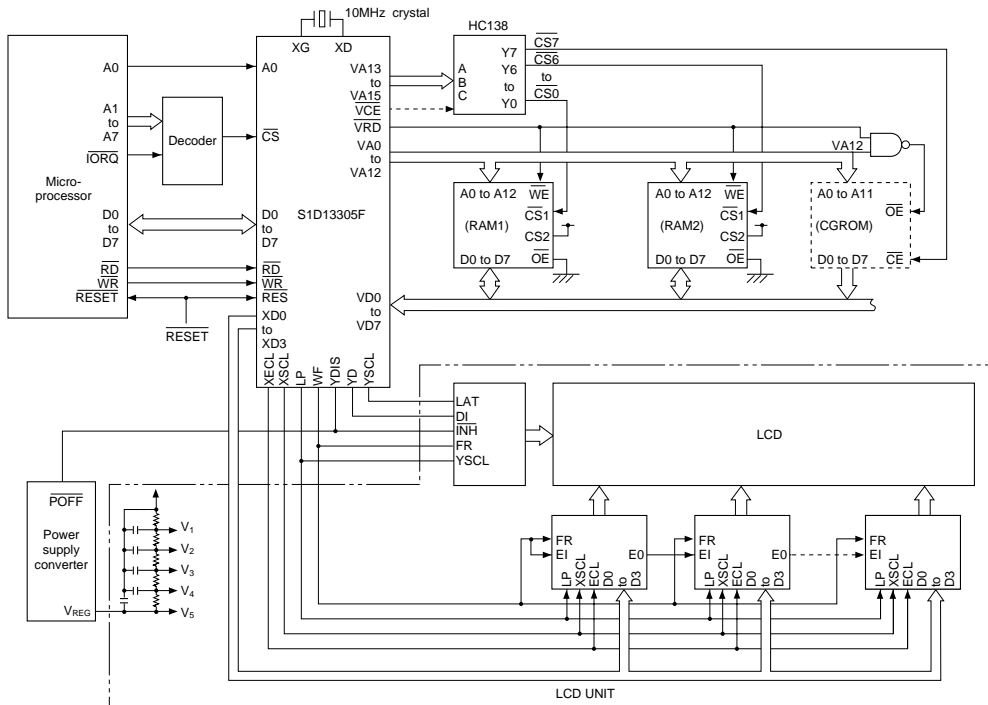 10MHz crystal
HC138
XG XD
A0
A0
VA13
to
VA15
A
B
C
Y7
Y6
to
Y0
CS7
CS6
to
CS0
A1
to
A7
IORQ
Decoder
CS
VCE
VRD
VA0
to
VA12
VA12
Micro-
processor
S1D13305F
A0 to A12
WE
CS1
(RAM1)
CS2
D0 to D7
OE
A0 to A12
WE
CS1
(RAM2)
CS2
D0 to D7
OE
A0 to A11
OE
(CGROM)
D0 to D7
CE
D0
to
D7
D0
to
D7
RD
WR
RESET
RD
WR
RES
VD0
to
VD7
RESET
XD0
to
XD3
XECL
XSCL
LP
WF
YDIS
YD
YSCL
LAT
DI
INH
FR
YSCL
LCD
POFF
Power
supply
converter
VREG
V1
V2
V3
V4
V5
FR
EI
E0
LP
XSCL
ECL
D0
to
D3
FR
EI
E0
LP
XSCL
ECL
D0
to
D3
FR
EI
LP
XSCL
ECL
D0
to
D3
LCD UNIT